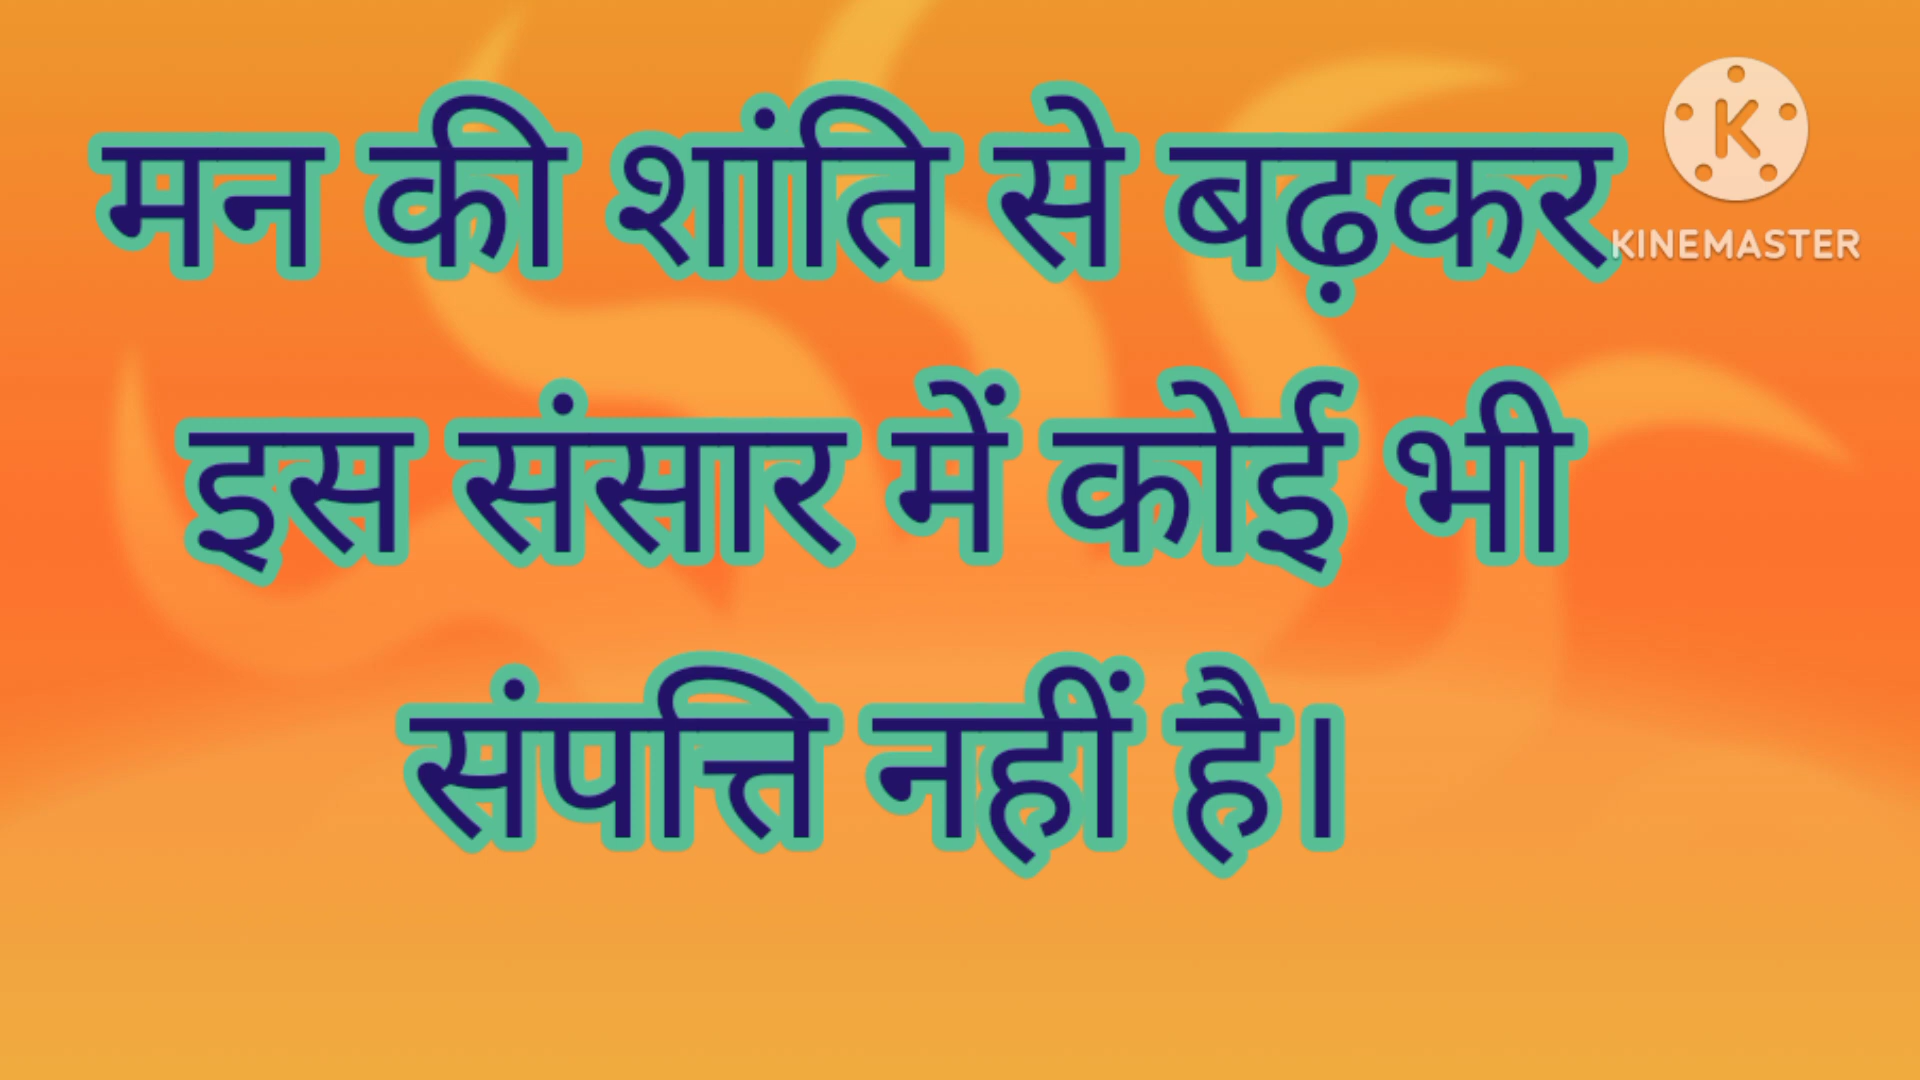 मन की शांति से बढ़कर
K
KINEMASTER
इस संसार में कोई भी
संपत्ति नहीं है।